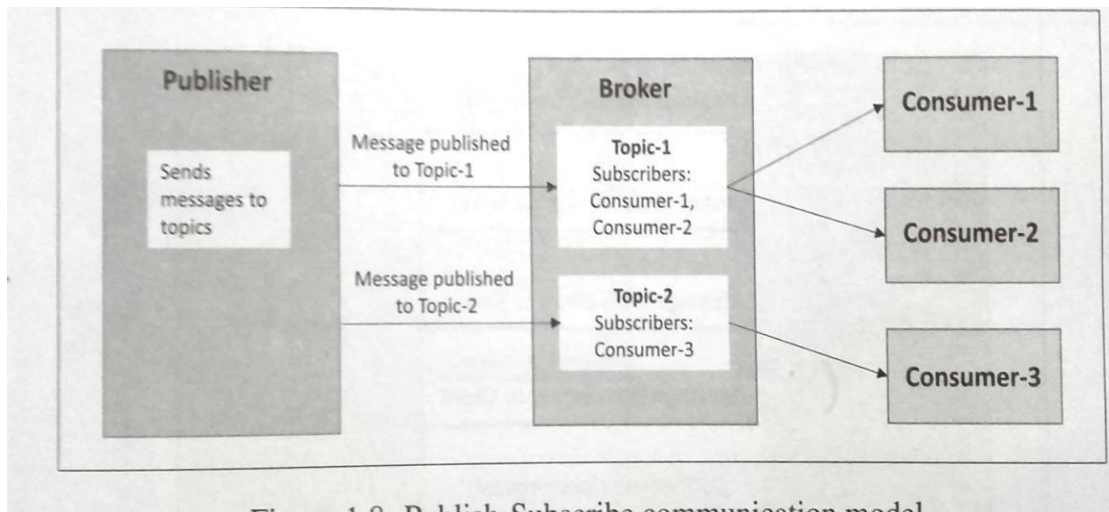 Publisher
Sends
messages to
topics
Message published
to Topic-1
Message published
to Topic-2
Broker
Topic-1
Subscribers:
Consumer-1,
Consumer-2
Topic-2
Subscribers:
Consumer-3
Consumer-1
Consumer-2
Consumer-3
Publish-Subscribe communication model